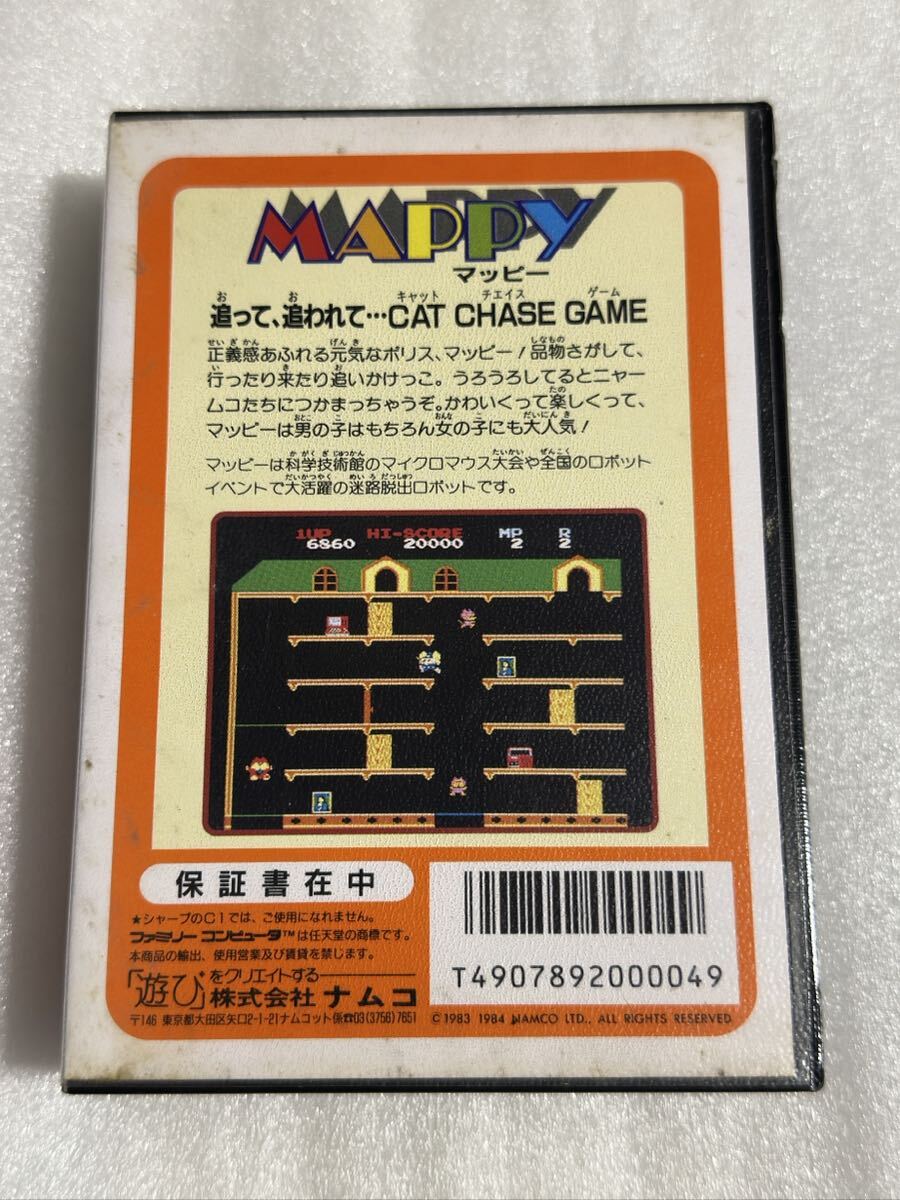 MAPPY
マッピー
追って、追われて…CAT CHASE GAME
正義感あふれる元気なポリス、マッピー!品物さがして、
行ったり来たり追いかけっこ。うろうろしてるとニャー
ムコたちにつかまっちゃうぞ。かわいくって楽しくって、
マッピーは男の子はもちろん女の子にも大人気!
マッピーは科学技術館のマイクロマウス大会や全国のロボット
イベントで大活躍の迷路脱出ロボットです。
1UP HI-SCORE MP R
6860 20000 2 2
保証書在中
★シャープのC1では、ご使用になれません。
ファミリーコンピュータ™は任天堂の商標です。
本商品の輸出、使用営業及び賃貸を禁じます。
「遊び」をクリエイトする
株式会社ナムコ
〒146 東京都大田区矢口2-1-21ナムコット係☎03(3756)7651
T4907892000049
©1983 1984 NAMCO LTD., ALL RIGHTS RESERVED